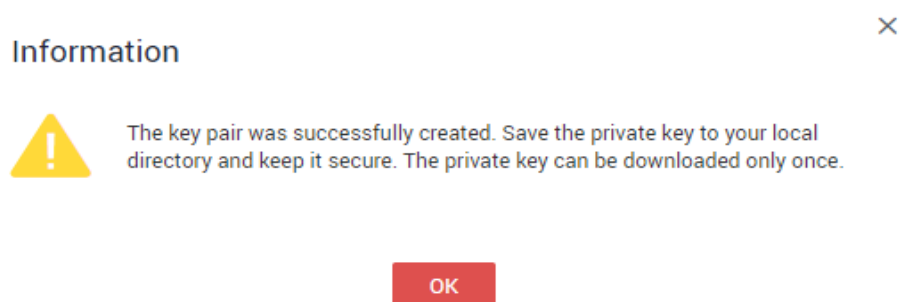 Information
The key pair was successfully created. Save the private key to your local
directory and keep it secure. The private key can be downloaded only once.
OK